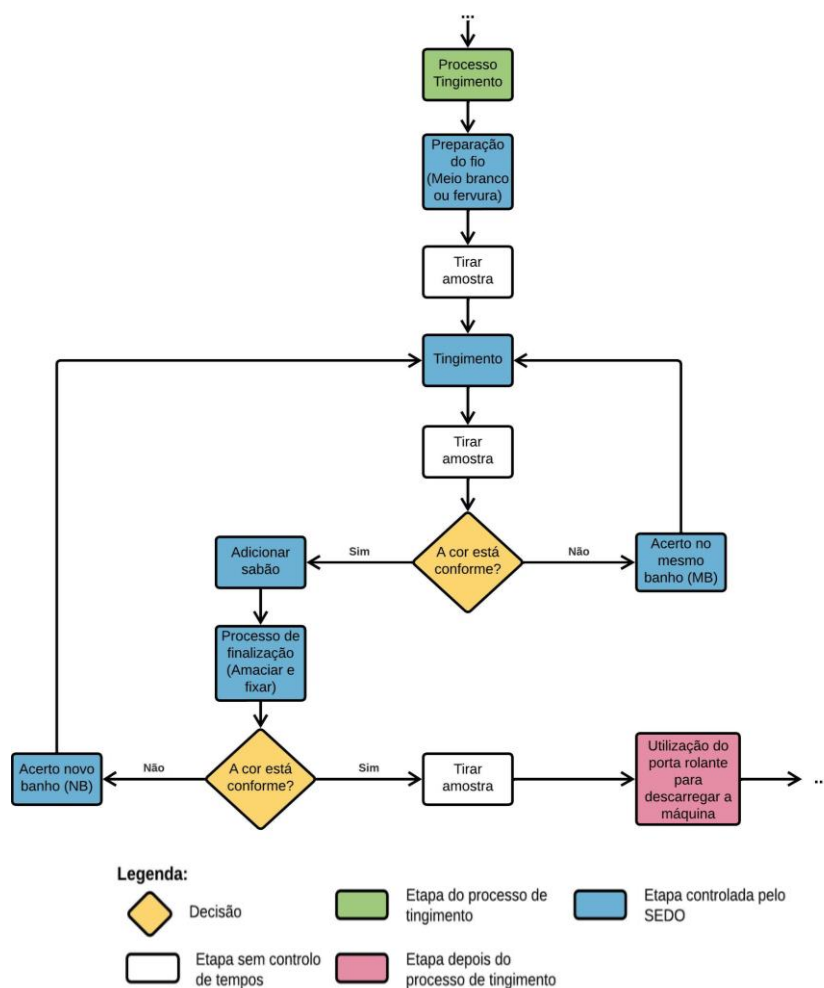 ...
Processo
Tingimento
Preparação
do fio
(Meio branco
ou fervura)
Tirar
amostra
Tingimento
Tirar
amostra
A cor está
conforme?
Sim
Não
Adicionar
sabão
Acerto no
mesmo
banho (MB)
Processo de
finalização
(Amaciar e
fixar)
A cor está
conforme?
Não
Sim
Acerto novo
banho (NB)
Tirar
amostra
Utilização do
porta rolante
para
descarregar a
máquina
...
Legenda:
Decisão
Etapa do processo de
tingimento
Etapa controlada pelo
SEDO
Etapa sem controlo
de tempos
Etapa depois do
processo de tingimento